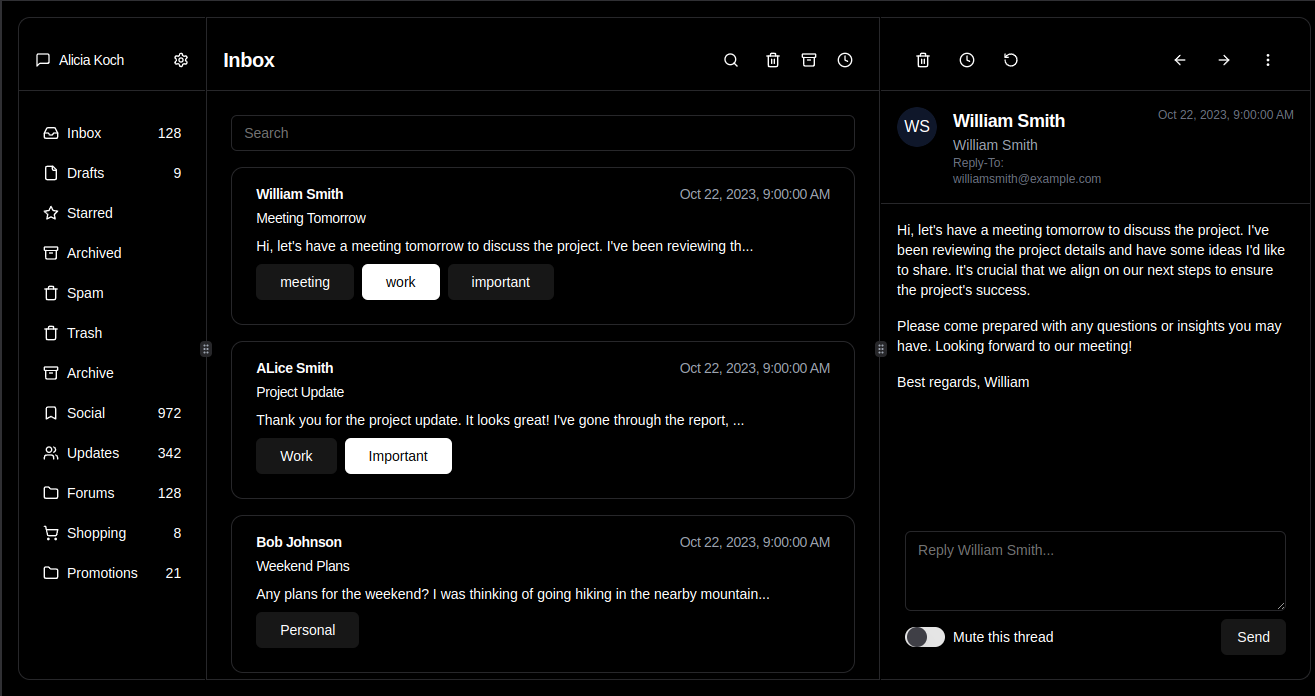 Alicia Koch
Inbox 128
Drafts 9
Starred
Archived
Spam
Trash
Archive
Social 972
Updates 342
Forums 128
Shopping 8
Promotions 21
Inbox
Search
William Smith Oct 22, 2023, 9:00:00 AM
Meeting Tomorrow
Hi, let's have a meeting tomorrow to discuss the project. I've been reviewing th...
meeting work important
ALice Smith Oct 22, 2023, 9:00:00 AM
Project Update
Thank you for the project update. It looks great! I've gone through the report, ...
Work Important
Bob Johnson Oct 22, 2023, 9:00:00 AM
Weekend Plans
Any plans for the weekend? I was thinking of going hiking in the nearby mountain...
Personal
WS
William Smith Oct 22, 2023, 9:00:00 AM
William Smith
Reply-To:
williamsmith@example.com
Hi, let's have a meeting tomorrow to discuss the project. I've
been reviewing the project details and have some ideas I'd like
to share. It's crucial that we align on our next steps to ensure
the project's success.
Please come prepared with any questions or insights you may
have. Looking forward to our meeting!
Best regards, William
Reply William Smith...
Mute this thread Send